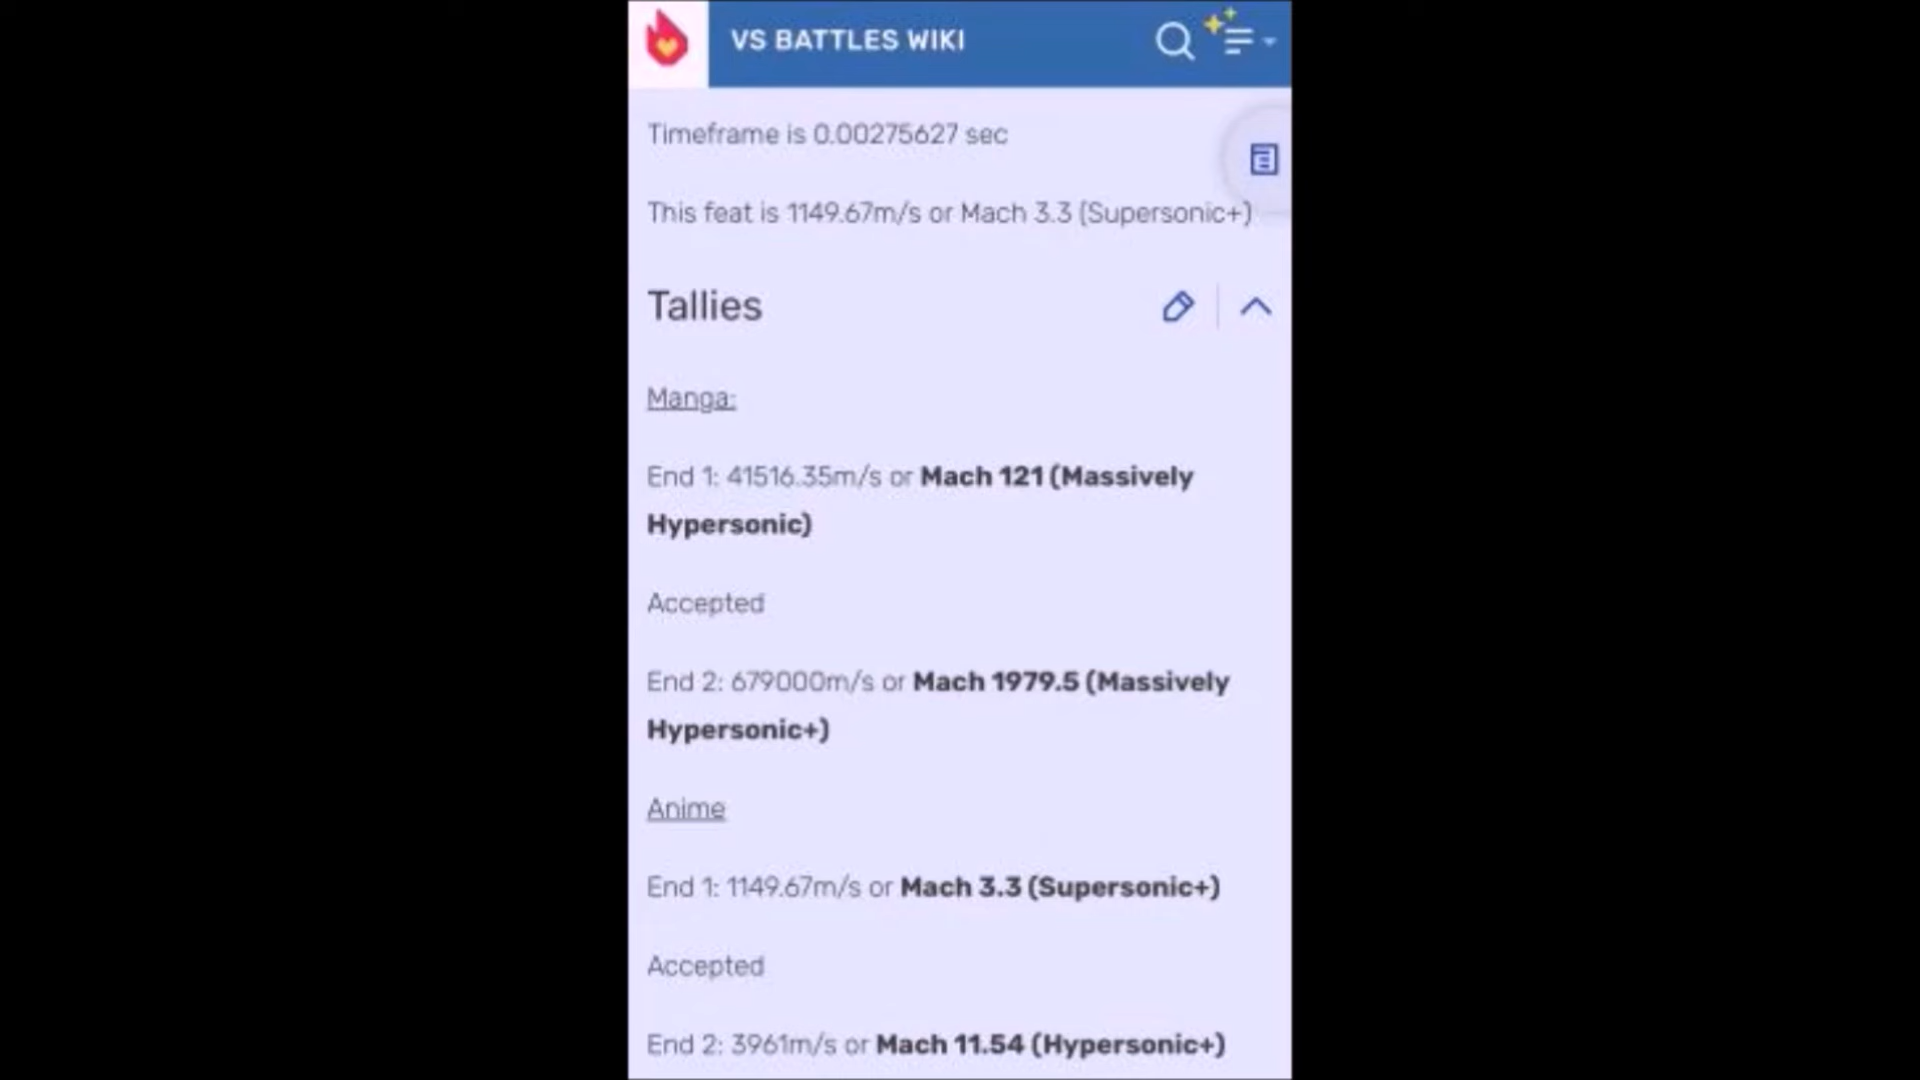 VS BATTLES WIKI
Timeframe is 0.00275627 sec
This feat is 1149.67m/s or Mach 3.3 (Supersonic+)
Tallies
Manga:
End 1: 41516.35m/s or Mach 121 (Massively
Hypersonic)
Accepted
End 2: 679000m/s or Mach 1979.5 (Massively
Hypersonic+)
Anime
End 1: 1149.67m/s or Mach 3.3 (Supersonic+)
Accepted
End 2: 3961m/s or Mach 11.54 (Hypersonic+)